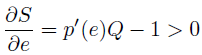 ∂S/∂e = p′(e)Q − 1 > 0